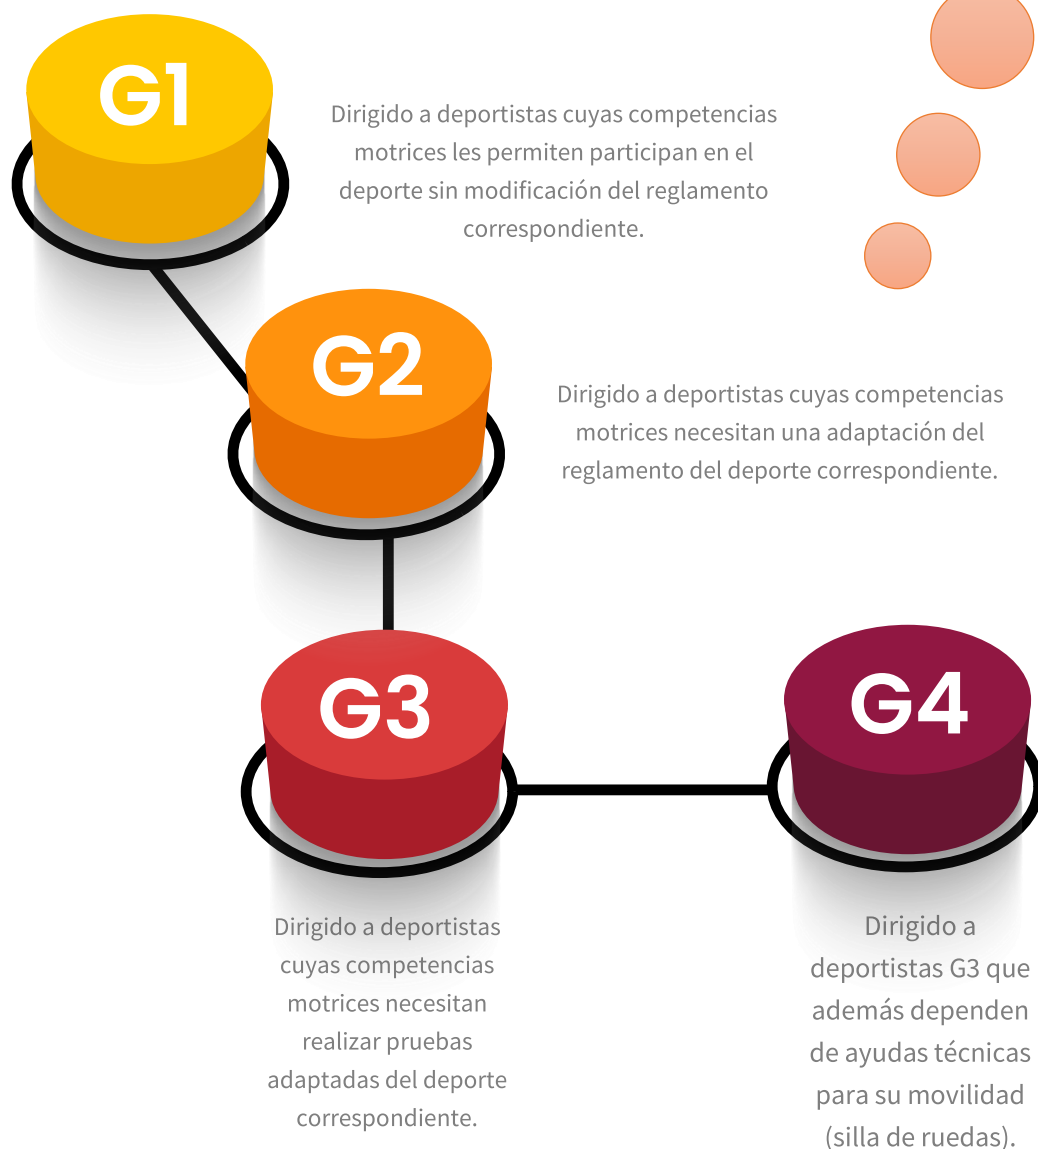 G1
Dirigido a deportistas cuyas competencias
motrices les permiten participan en el
deporte sin modificación del reglamento
correspondiente.
G2
Dirigido a deportistas cuyas competencias
motrices necesitan una adaptación del
reglamento del deporte correspondiente.
G3
Dirigido a deportistas
cuyas competencias
motrices necesitan
realizar pruebas
adaptadas del deporte
correspondiente.
G4
Dirigido a
deportistas G3 que
además dependen
de ayudas técnicas
para su movilidad
(silla de ruedas).